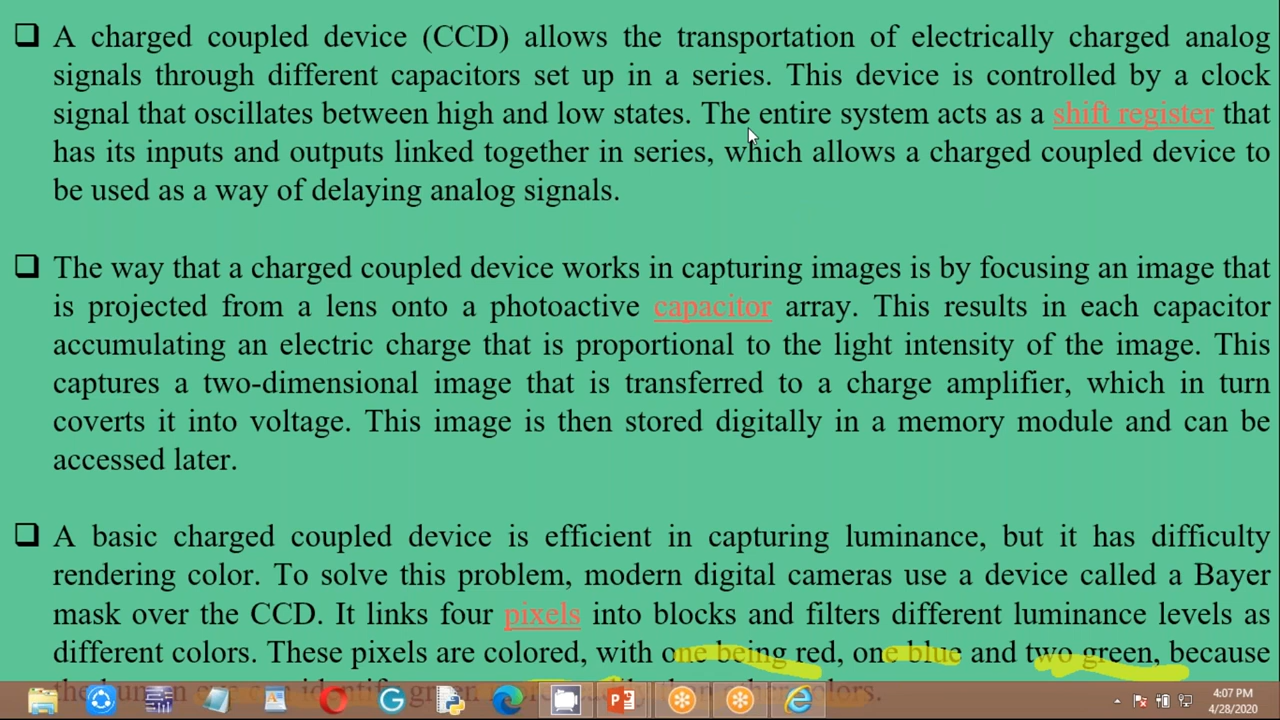 ❑ A charged coupled device (CCD) allows the transportation of electrically charged analog
signals through different capacitors set up in a series. This device is controlled by a clock
signal that oscillates between high and low states. The entire system acts as a shift register that
has its inputs and outputs linked together in series, which allows a charged coupled device to
be used as a way of delaying analog signals.
❑ The way that a charged coupled device works in capturing images is by focusing an image that
is projected from a lens onto a photoactive capacitor array. This results in each capacitor
accumulating an electric charge that is proportional to the light intensity of the image. This
captures a two-dimensional image that is transferred to a charge amplifier, which in turn
coverts it into voltage. This image is then stored digitally in a memory module and can be
accessed later.
❑ A basic charged coupled device is efficient in capturing luminance, but it has difficulty
rendering color. To solve this problem, modern digital cameras use a device called a Bayer
mask over the CCD. It links four pixels into blocks and filters different luminance levels as
different colors. These pixels are colored, with one being red, one blue and two green, because
the human eye can identify green colors.
4:07 PM
4/28/2020